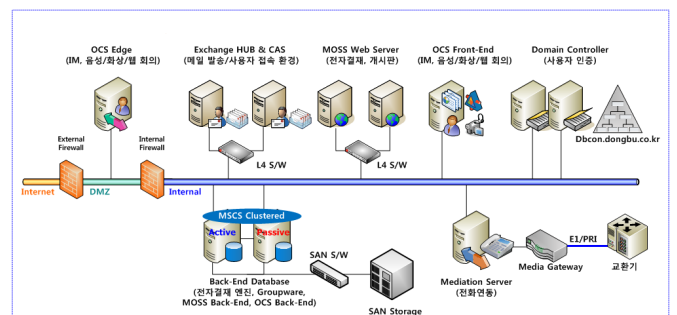 OCS Edge
(IM, 음성/화상/웹 회의)
Exchange HUB & CAS
(메일 발송/사용자 접속 환경)
MOSS Web Server
(전자결재, 게시판)
OCS Front-End
(IM, 음성/화상/웹 회의)
Domain Controller
(사용자 인증)
External
Firewall
Internal
Firewall
L4 S/W
L4 S/W
Dbcon.dongbu.co.kr
Internet
DMZ
Internal
MSCS Clustered
Active
Passive
SAN S/W
E1/PRI
Back-End Database
(전자결재 엔진, Groupware,
MOSS Back-End, OCS Back-End)
SAN Storage
Mediation Server
(전화연동)
Media Gateway
교환기